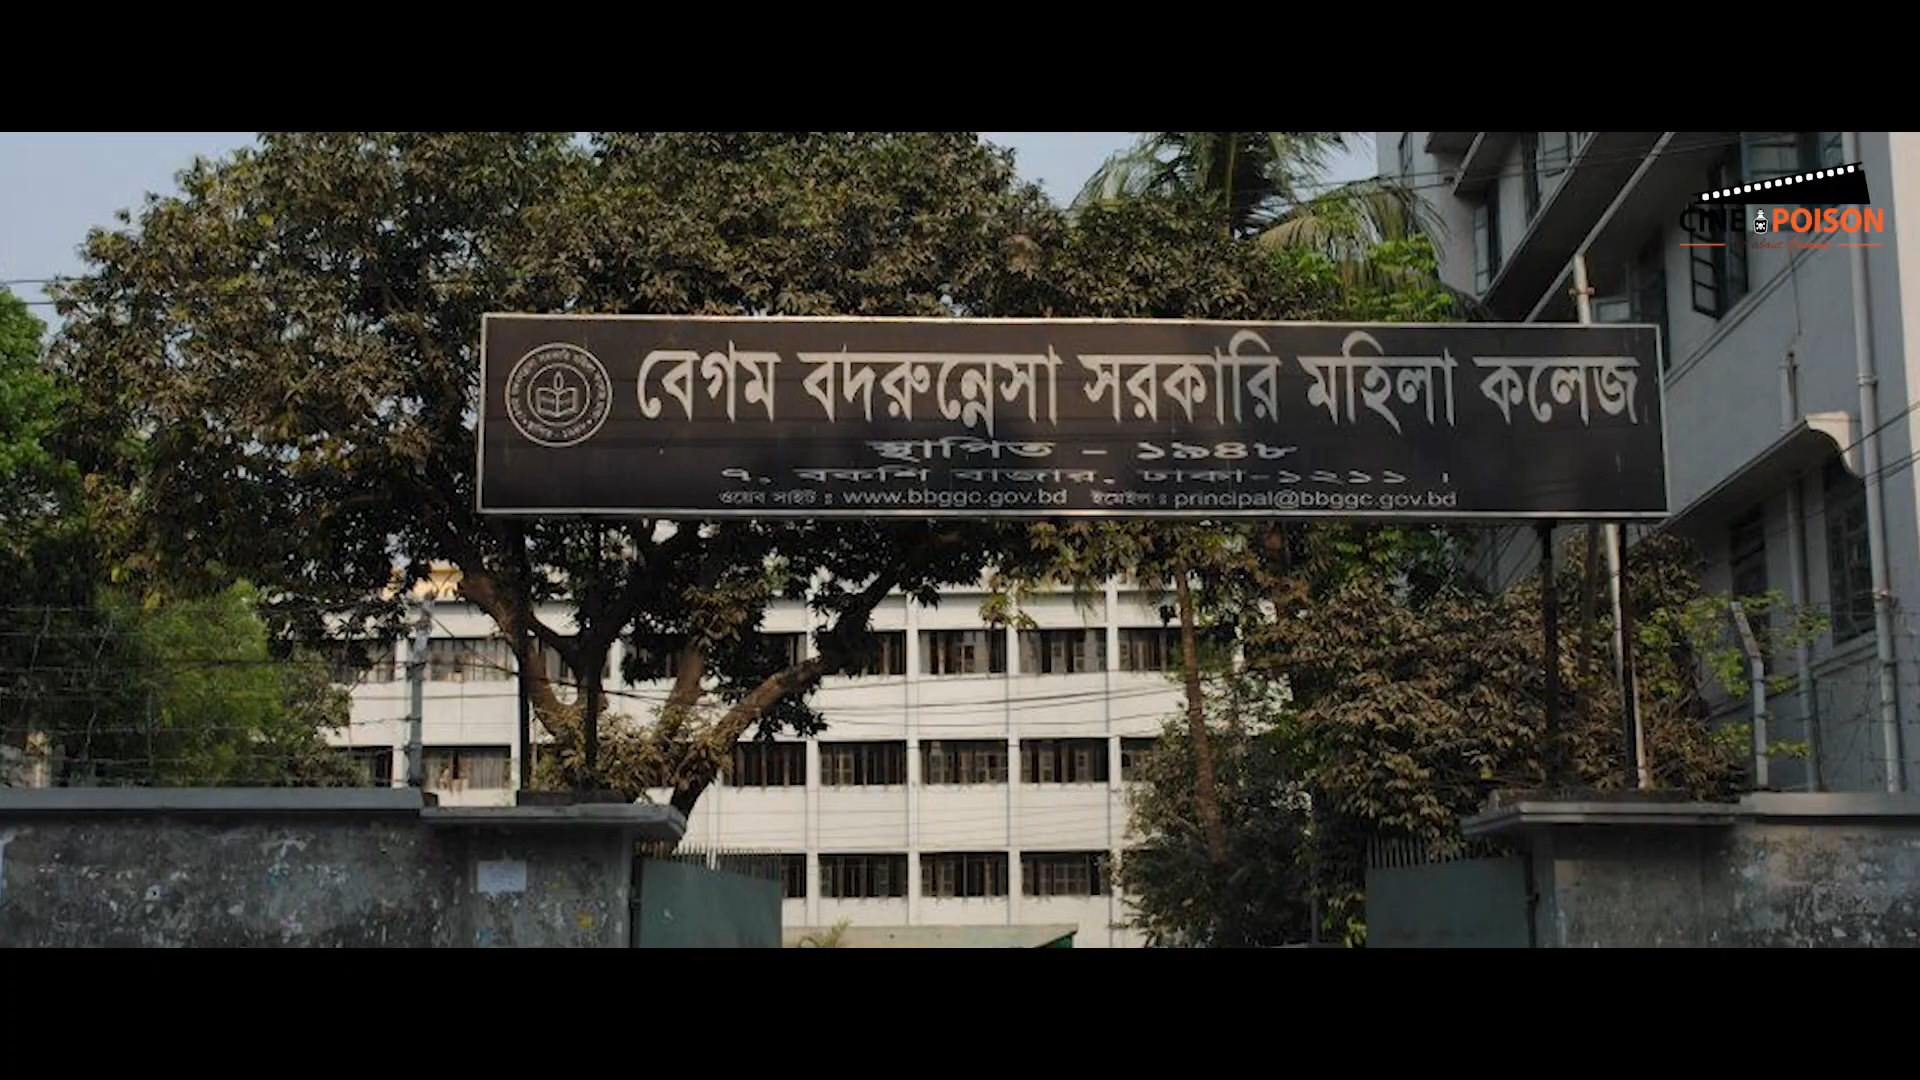 বেগম বদরুন্নেসা সরকারি মহিলা কলেজ
স্থাপিত - ১৯৪৮
৭, বকশি বাজার, ঢাকা-১২১১ ।
ওয়েব সাইট : www.bbggc.gov.bd ইমেইল : principal@bbggc.gov.bd
CINE POISON
about